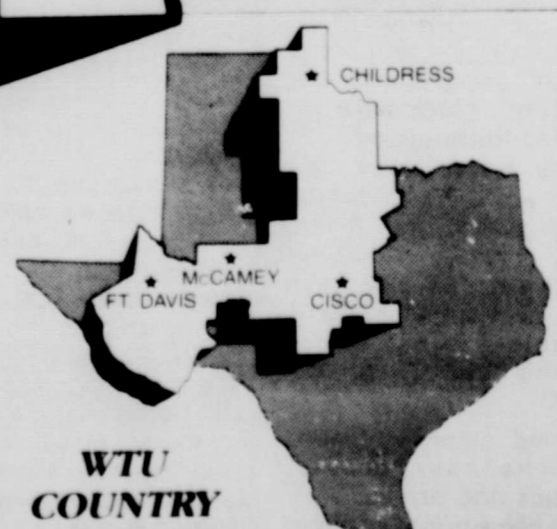 CHILDRESS
McCAMEY
FT. DAVIS
CISCO
WTU
COUNTRY